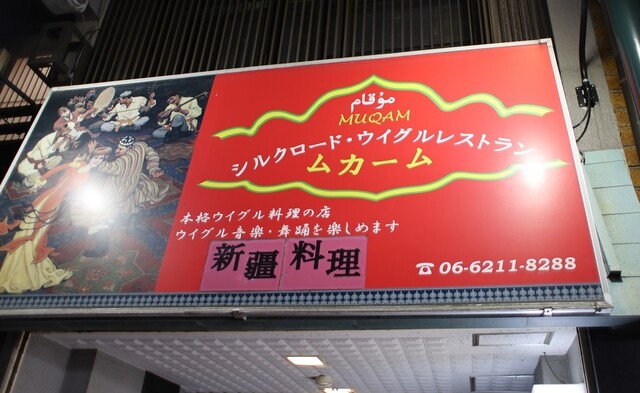 مۇقام
MUQAM
シルクロード・ウイグルレストラン
ムカーム
本格ウイグル料理の店
ウイグル音楽・舞踊を楽しめます
新疆料理
☎ 06-6211-8288